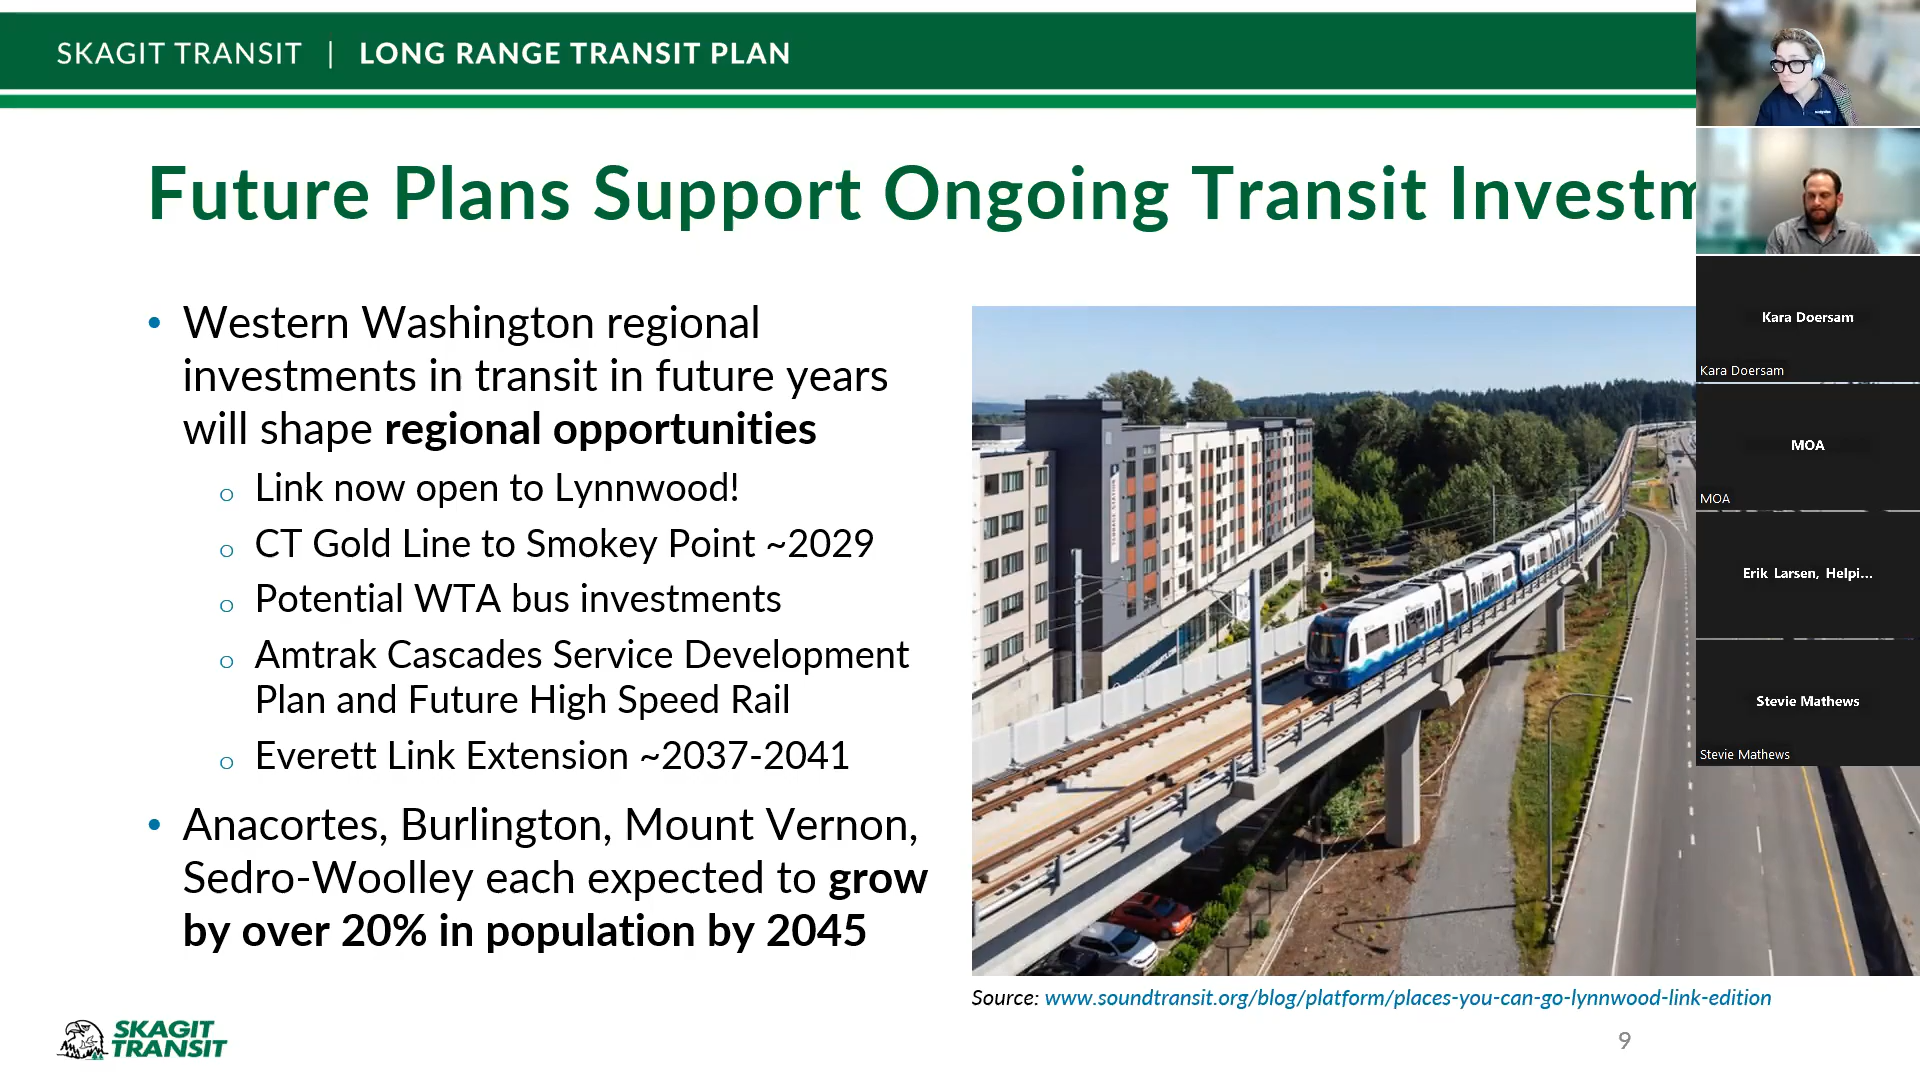 SKAGIT TRANSIT | LONG RANGE TRANSIT PLAN
Future Plans Support Ongoing Transit Investm
• Western Washington regional
investments in transit in future years
will shape regional opportunities
o Link now open to Lynnwood!
o CT Gold Line to Smokey Point ~2029
o Potential WTA bus investments
o Amtrak Cascades Service Development
Plan and Future High Speed Rail
o Everett Link Extension ~2037-2041
• Anacortes, Burlington, Mount Vernon,
Sedro-Woolley each expected to grow
by over 20% in population by 2045
Source: www.soundtransit.org/blog/platform/places-you-can-go-lynnwood-link-edition
SKAGIT
TRANSIT
9
Kara Doersam
Kara Doersam
MOA
MOA
Erik Larsen, Helpi...
Stevie Mathews
Stevie Mathews